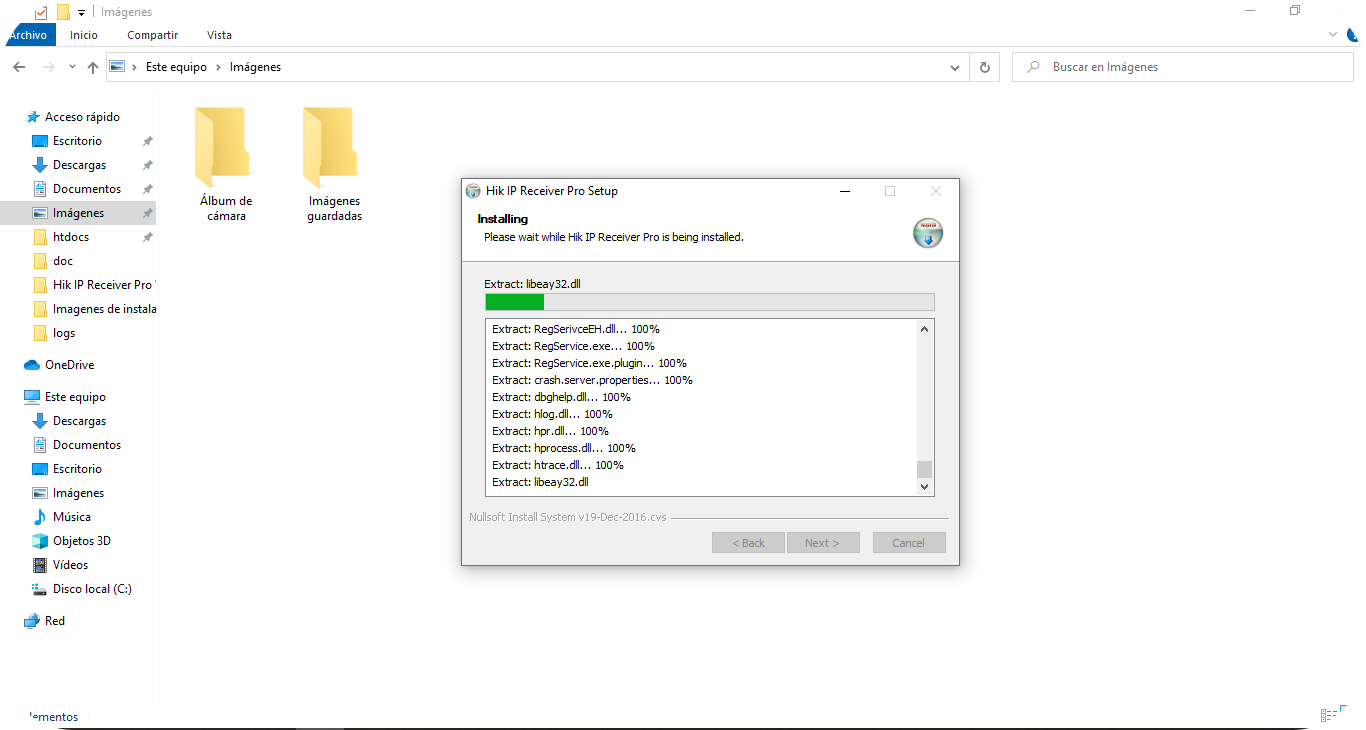 Imágenes
Archivo
Inicio
Compartir
Vista
Este equipo
Imágenes
Buscar en Imágenes
Acceso rápido
Escritorio
Descargas
Documentos
Imágenes
htdocs
doc
Hik IP Receiver Pro
Imagenes de instala
logs
OneDrive
Este equipo
Descargas
Documentos
Escritorio
Imágenes
Música
Objetos 3D
Vídeos
Disco local (C:)
Red
Álbum de
cámara
Imágenes
guardadas
Hik IP Receiver Pro Setup
Installing
Please wait while Hik IP Receiver Pro is being installed.
Extract: libeay32.dll
Extract: RegSerivceEH.dll... 100%
Extract: RegService.exe... 100%
Extract: RegService.exe.plugin... 100%
Extract: crash.server.properties... 100%
Extract: dbghelp.dll... 100%
Extract: hlog.dll... 100%
Extract: hpr.dll... 100%
Extract: hprocess.dll... 100%
Extract: htrace.dll... 100%
Extract: libeay32.dll
Nullsoft Install System v19-Dec-2016.cvs
< Back
Next >
Cancel
lementos